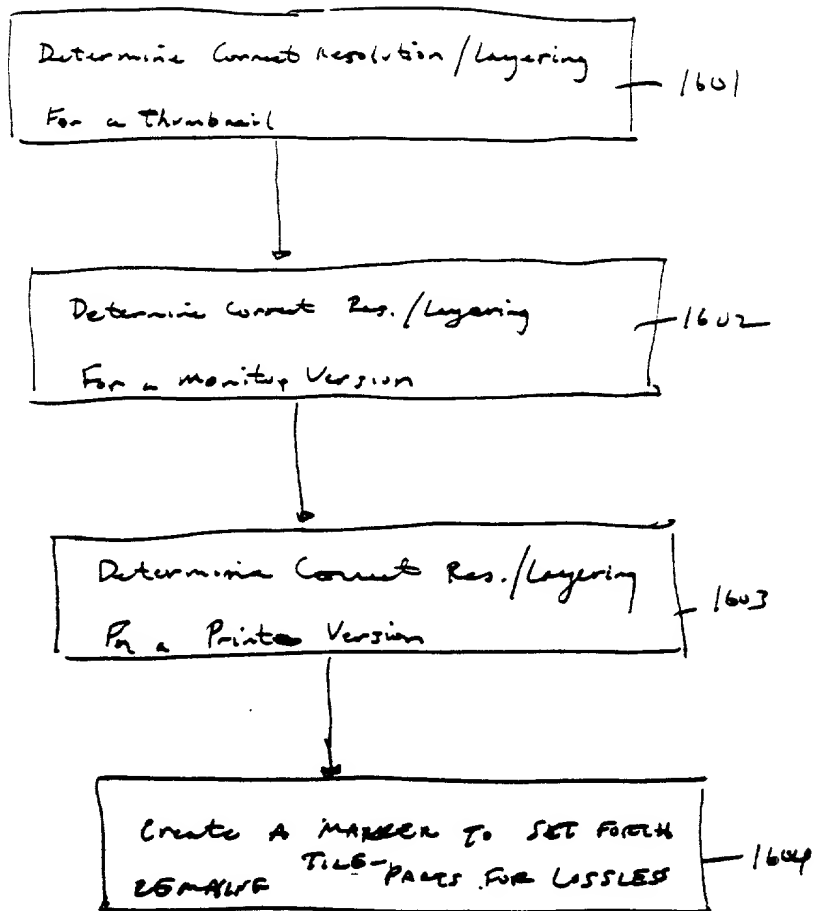 Determine Correct Resolution/Layering
For a Thumbnail
1601
Determine Correct Res./Layering
For a Monitor Version
1602
Determine Correct Res./Layering
For a Printer Version
1603
Create A MARKER TO SET FORTH
TILE-PARTS FOR LOSSLESS
1604